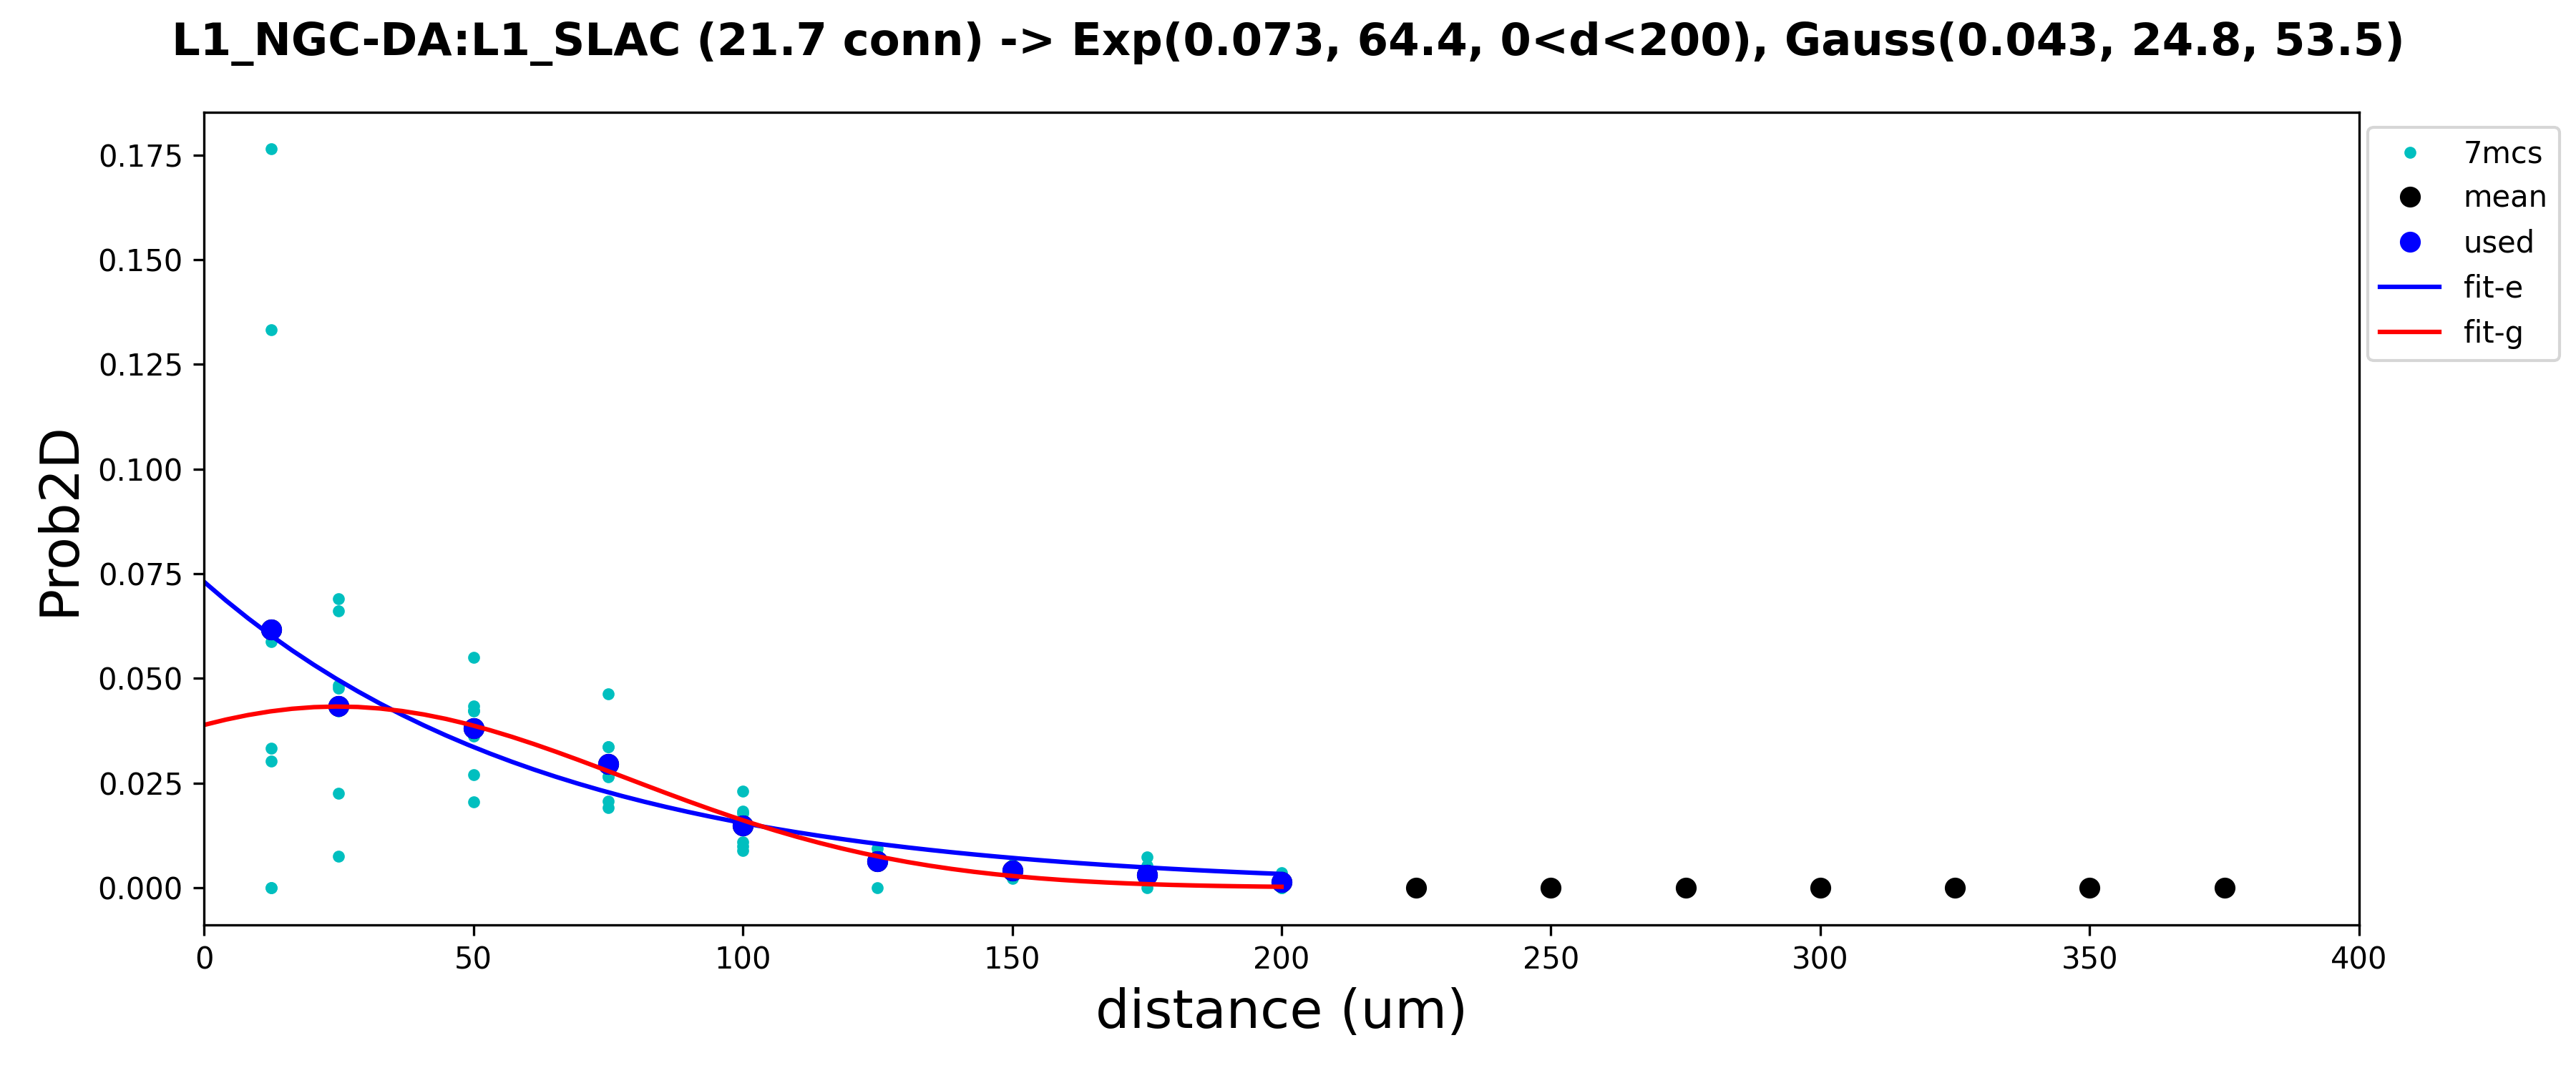 L1_NGC-DA:L1_SLAC (21.7 conn) -> Exp(0.073, 64.4, 0<d<200), Gauss(0.043, 24.8, 53.5)
0.175
0.150
0.125
0.100
0.075
0.050
0.025
0.000
Prob2D
0 50 100 150 200 250 300 350 400
distance (um)
7mcs
mean
used
fit-e
fit-g